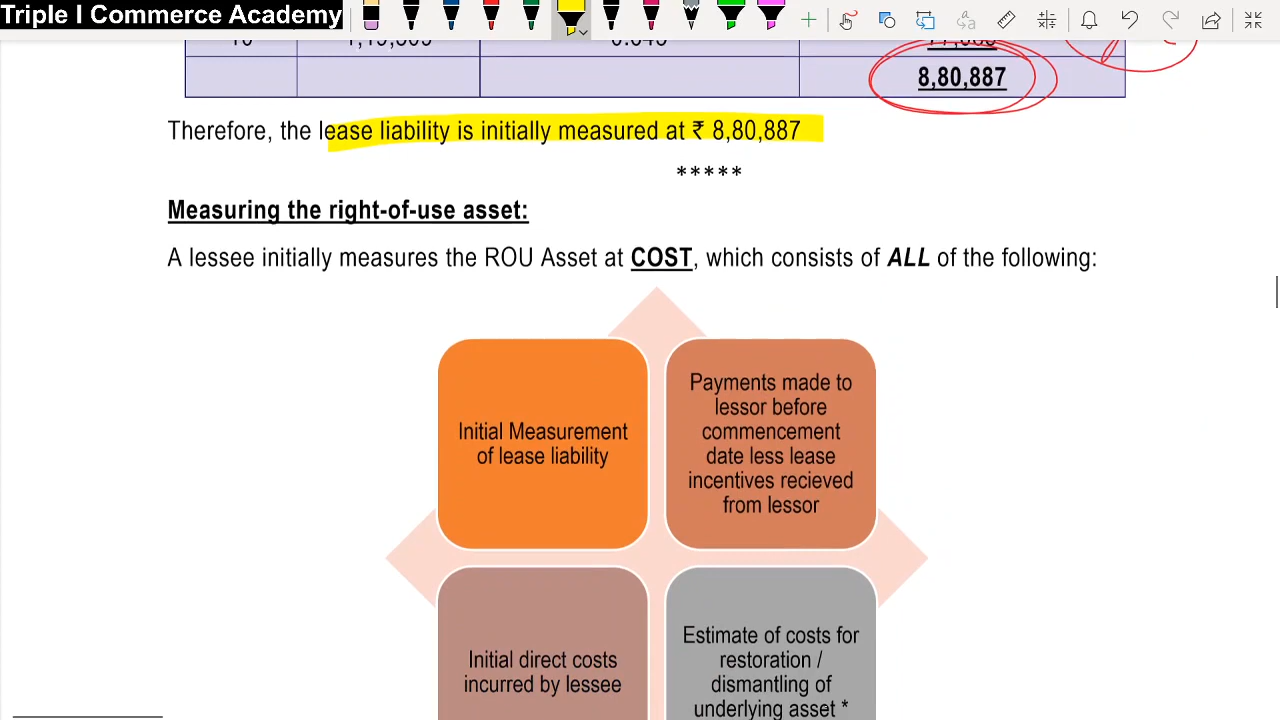 Triple I Commerce Academy
8,80,887
Therefore, the lease liability is initially measured at ₹ 8,80,887
*****
Measuring the right-of-use asset:
A lessee initially measures the ROU Asset at COST, which consists of ALL of the following:
Initial Measurement
of lease liability
Payments made to
lessor before
commencement
date less lease
incentives recieved
from lessor
Initial direct costs
incurred by lessee
Estimate of costs for
restoration /
dismantling of
underlying asset *